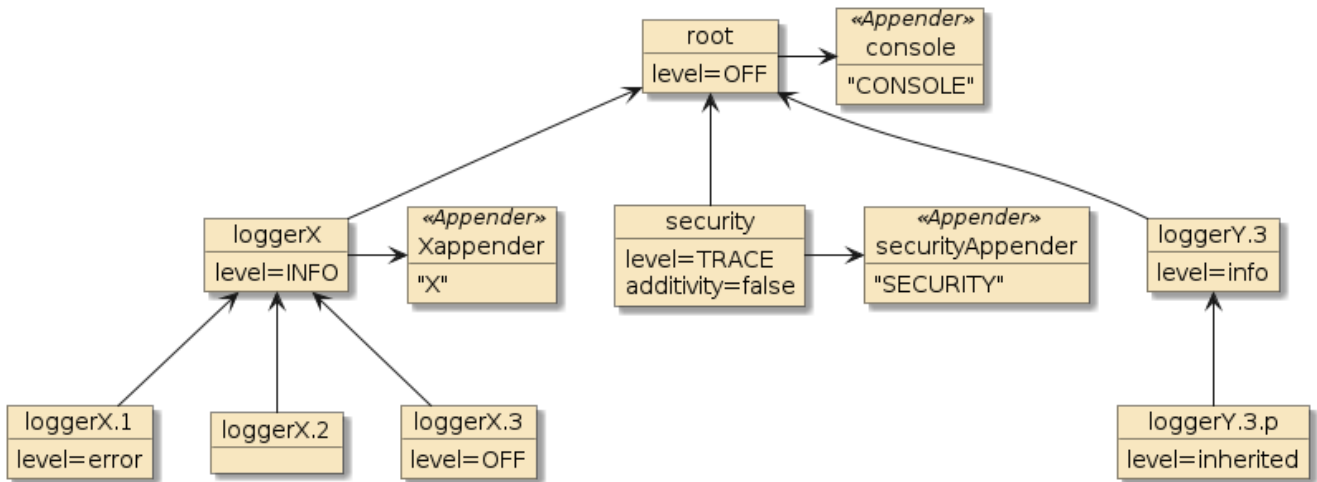 root
level=OFF
«Appender»
console
"CONSOLE"
loggerX
level=INFO
«Appender»
Xappender
"X"
security
level=TRACE
additivity=false
«Appender»
securityAppender
"SECURITY"
loggerY.3
level=info
loggerX.1
level=error
loggerX.2
loggerX.3
level=OFF
loggerY.3.p
level=inherited